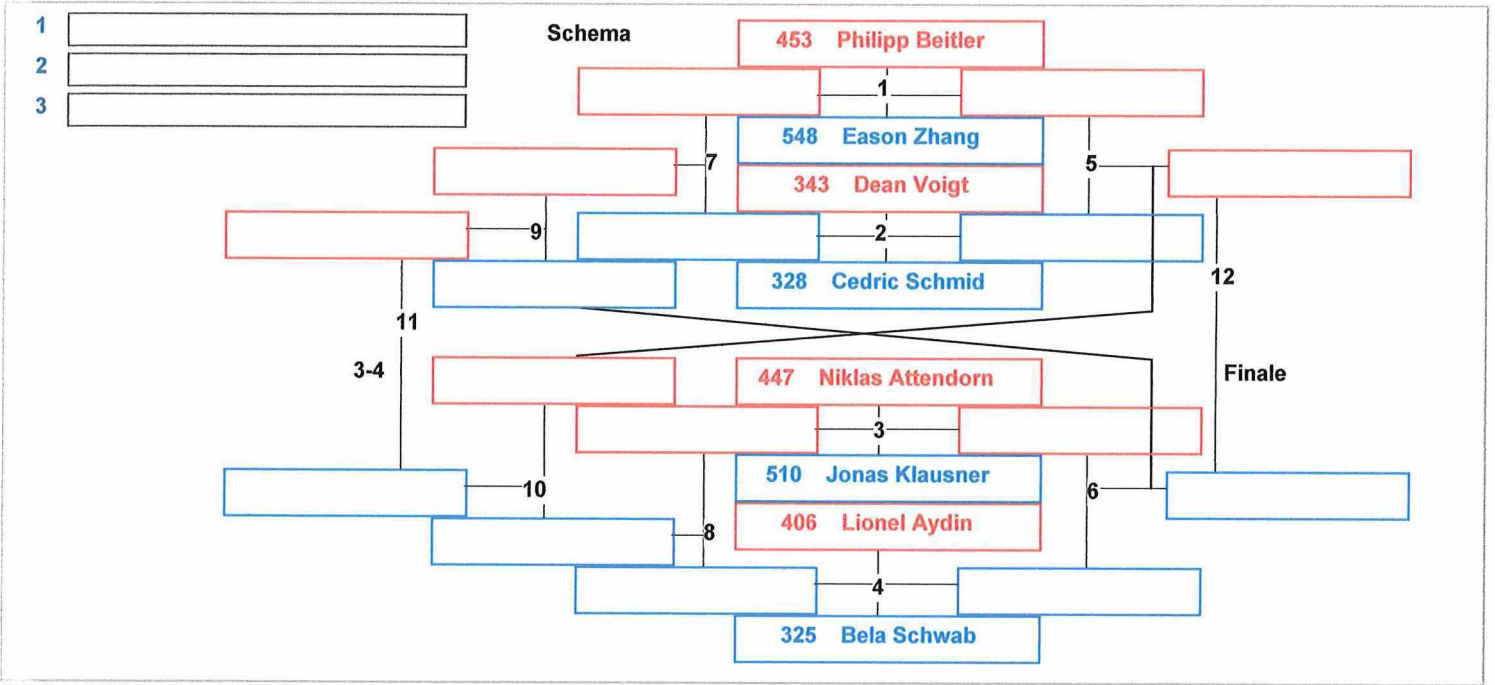 1
Schema
453 Philipp Beitler
2
1
3
548 Eason Zhang
7
5
343 Dean Voigt
9
2
328 Cedric Schmid
12
11
3-4
447 Niklas Attendorn
Finale
3
510 Jonas Klausner
10
6
406 Lionel Aydin
8
4
325 Bela Schwab